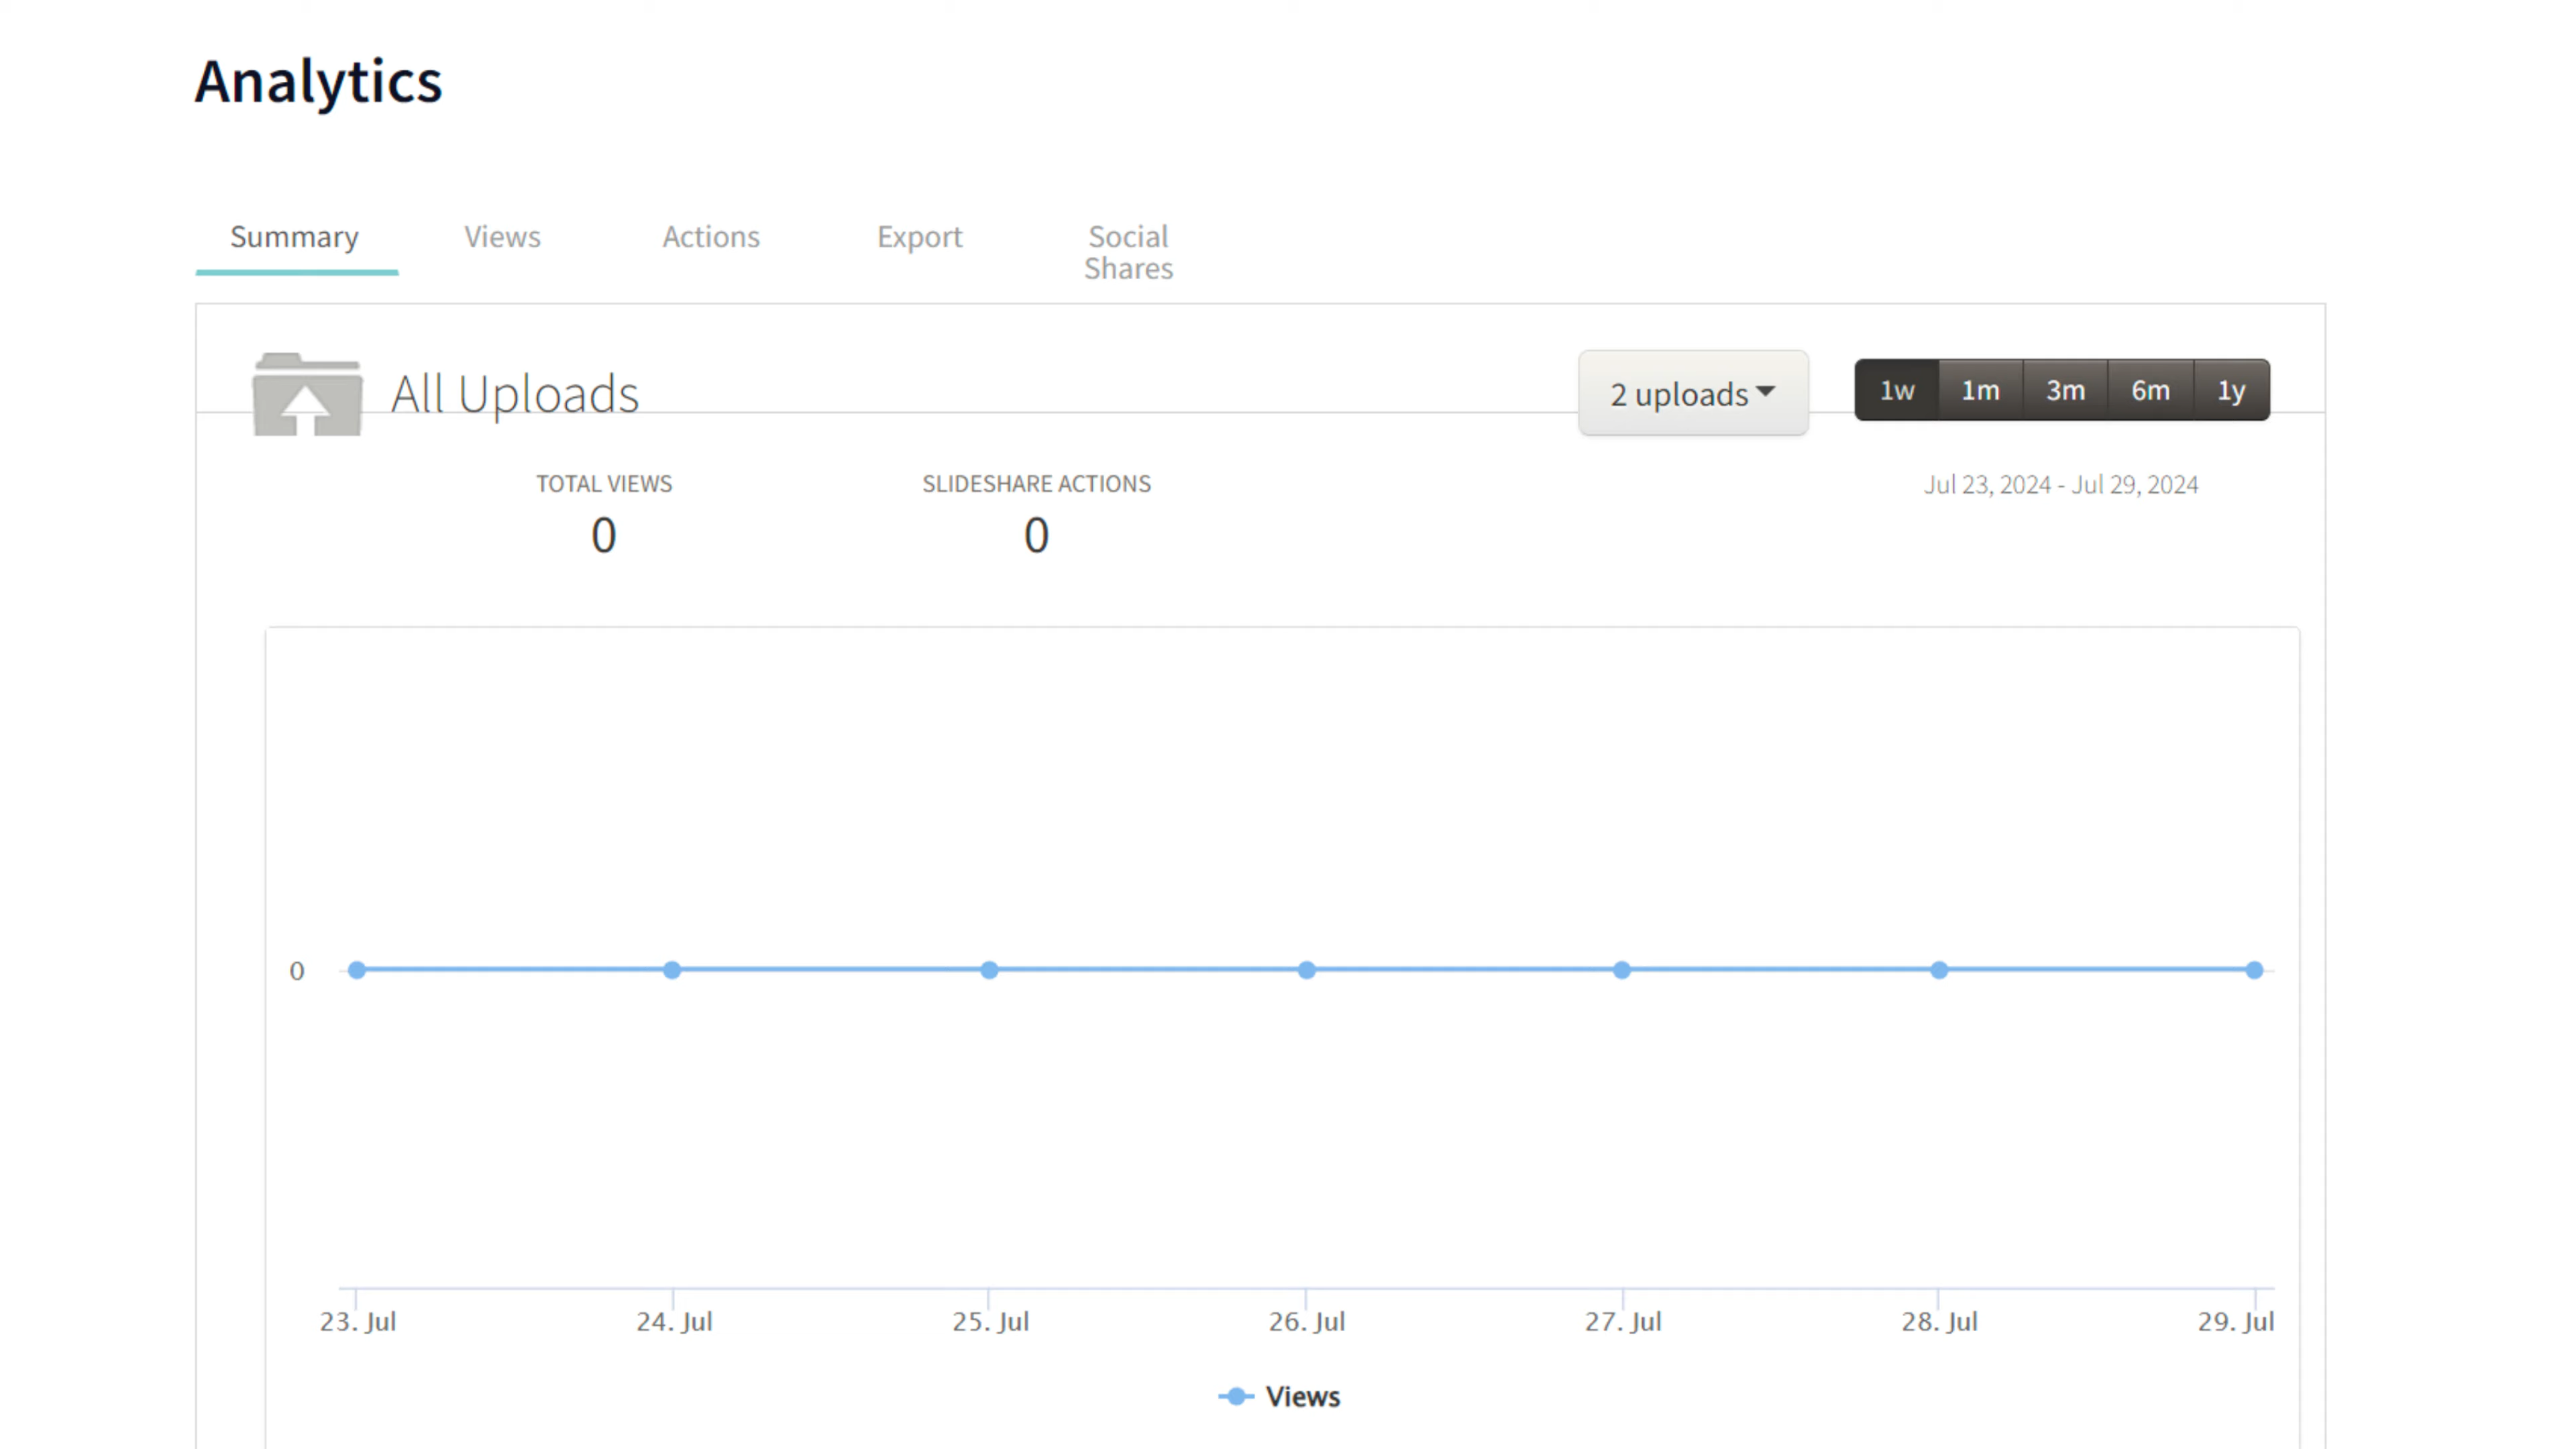 Analytics
Summary
Views
Actions
Export
Social
Shares
All Uploads
2 uploads
1w
1m
3m
6m
1y
TOTAL VIEWS
0
SLIDESHARE ACTIONS
0
Jul 23, 2024 - Jul 29, 2024
0
23. Jul
24. Jul
25. Jul
26. Jul
27. Jul
28. Jul
29. Jul
Views